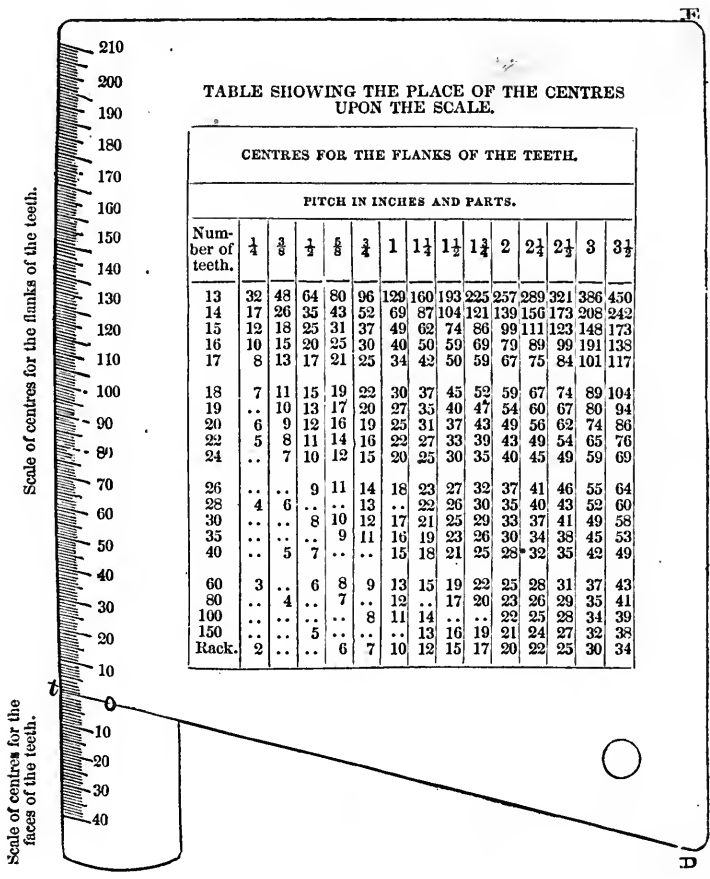 F
210
200
190
180
170
160
150
140
130
120
110
100
90
80
70
60
50
40
30
20
10
t
0
10
20
30
40
Scale of centres for the flanks of the teeth.
Scale of centres for the
faces of the teeth.
TABLE SHOWING THE PLACE OF THE CENTRES
UPON THE SCALE.
CENTRES FOR THE FLANKS OF THE TEETH.
PITCH IN INCHES AND PARTS.
Num-
ber of
teeth. 1/4 3/8 1/2 5/8 3/4 1 1 1/4 1 1/2 1 3/4 2 2 1/4 2 1/2 3 3 1/2
13 32 48 64 80 96 129 160 193 225 257 289 321 386 450
14 17 26 35 43 52 69 87 104 121 139 156 173 208 242
15 12 18 25 31 37 49 62 74 86 99 111 123 148 173
16 10 15 20 25 30 40 50 59 69 79 89 99 191 138
17 8 13 17 21 25 34 42 50 59 67 75 84 101 117
18 7 11 15 19 22 30 37 45 52 59 67 74 89 104
19 .. 10 13 17 20 27 35 40 47 54 60 67 80 94
20 6 9 12 16 19 25 31 37 43 49 56 62 74 86
22 5 8 11 14 16 22 27 33 39 43 49 54 65 76
24 .. 7 10 12 15 20 25 30 35 40 45 49 59 69
26 .. .. 9 11 14 18 23 27 32 37 41 46 55 64
28 4 6 .. .. 13 .. 22 26 30 35 40 43 52 60
30 .. .. 8 10 12 17 21 25 29 33 37 41 49 58
35 .. .. .. 9 11 16 19 23 26 30 34 38 45 53
40 .. 5 7 .. .. 15 18 21 25 28 32 35 42 49
60 3 .. 6 8 9 13 15 19 22 25 28 31 37 43
80 .. 4 .. 7 .. 12 .. 17 20 23 26 29 35 41
100 .. .. .. .. 8 11 14 .. .. 22 25 28 34 39
150 .. .. 5 .. .. .. 13 16 19 21 24 27 32 38
Rack. 2 .. .. 6 7 10 12 15 17 20 22 25 30 34
D